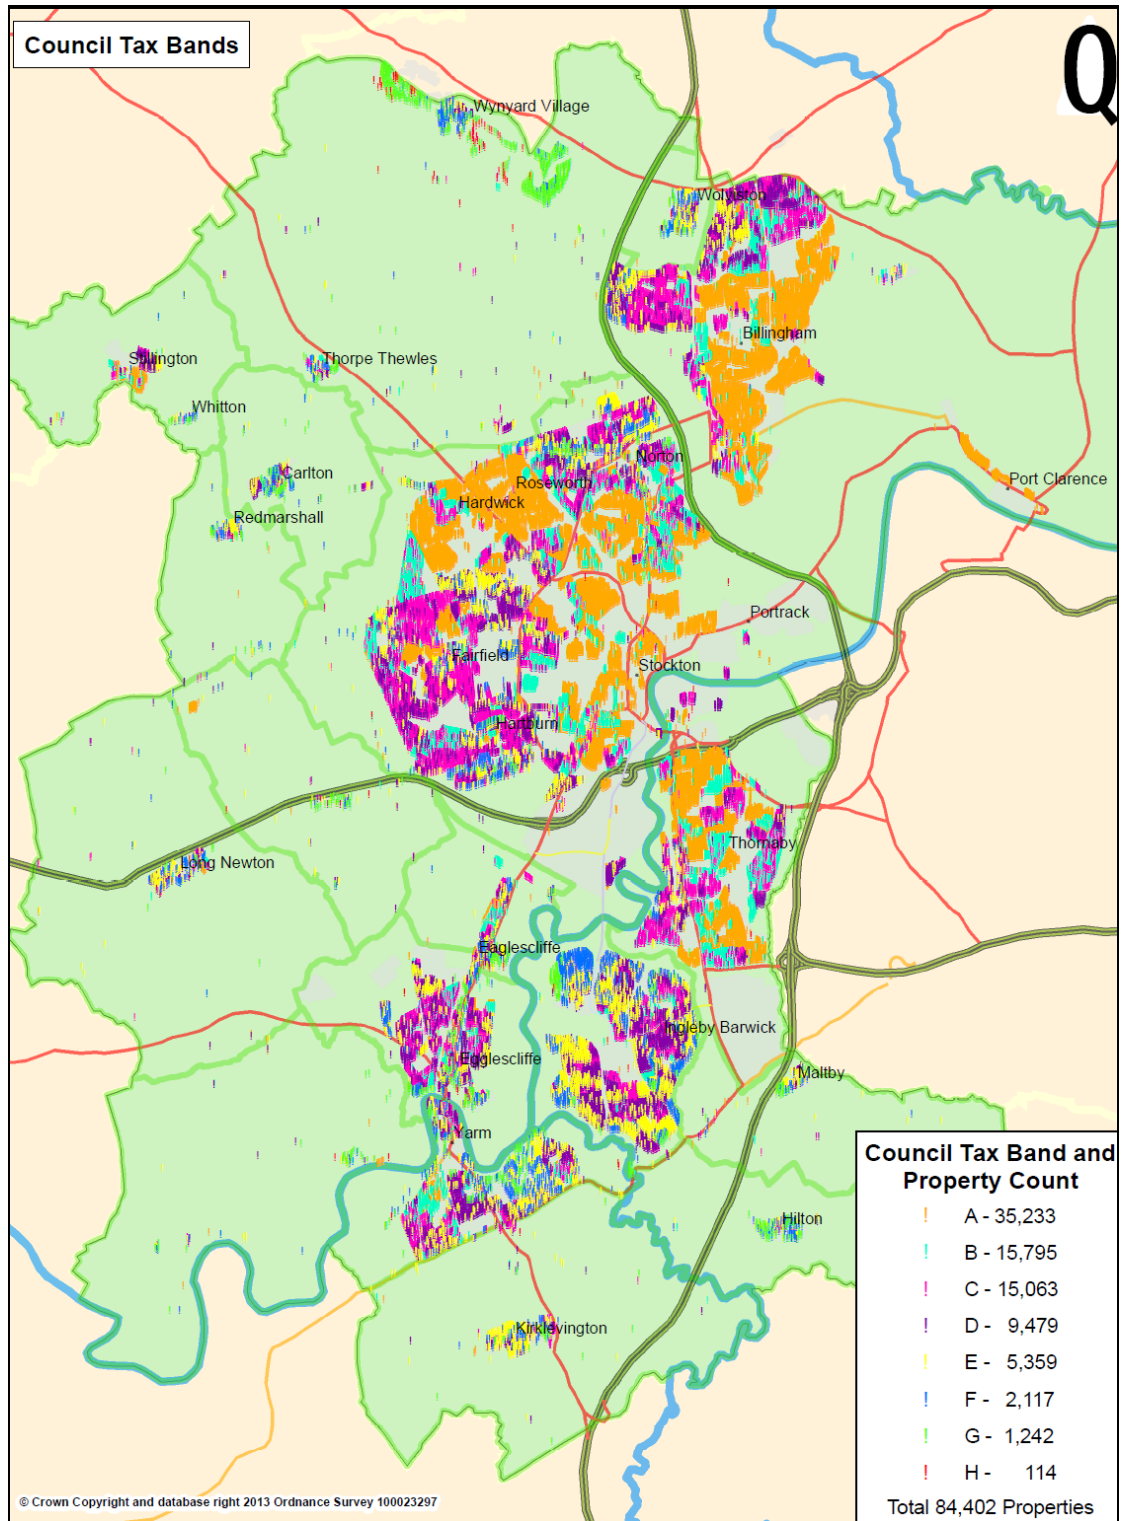 Council Tax Bands
Q
Wynyard Village
Wolviston
Billingham
Stillington
Thorpe Thewles
Whitton
Norton
Carlton
Roseworth
Port Clarence
Hardwick
Redmarshall
Portrack
Fairfield
Stockton
Hartburn
Thornaby
Long Newton
Eaglescliffe
Ingleby Barwick
Egglescliffe
Maltby
Yarm
Hilton
Kirklevington
Council Tax Band and
Property Count
! A - 35,233
! B - 15,795
! C - 15,063
! D - 9,479
! E - 5,359
! F - 2,117
! G - 1,242
! H - 114
Total 84,402 Properties
© Crown Copyright and database right 2013 Ordnance Survey 100023297